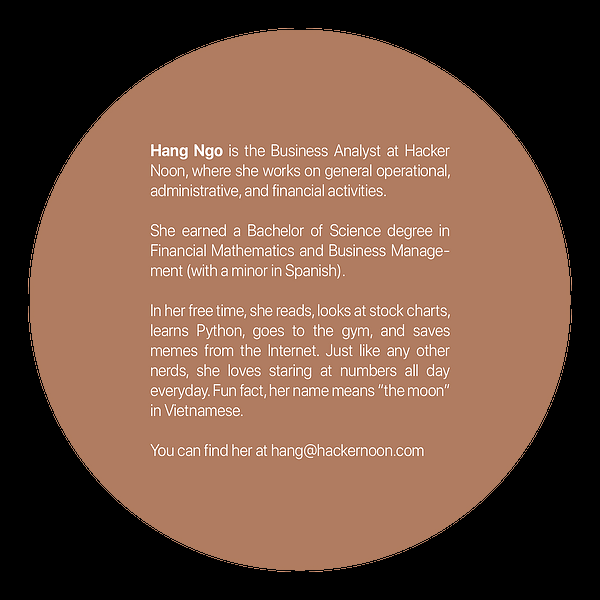 Hang Ngo is the Business Analyst at Hacker
Noon, where she works on general operational,
administrative, and financial activities.
She earned a Bachelor of Science degree in
Financial Mathematics and Business Manage-
ment (with a minor in Spanish).
In her free time, she reads, looks at stock charts,
learns Python, goes to the gym, and saves
memes from the Internet. Just like any other
nerds, she loves staring at numbers all day
everyday. Fun fact, her name means “the moon”
in Vietnamese.
You can find her at hang@hackernoon.com